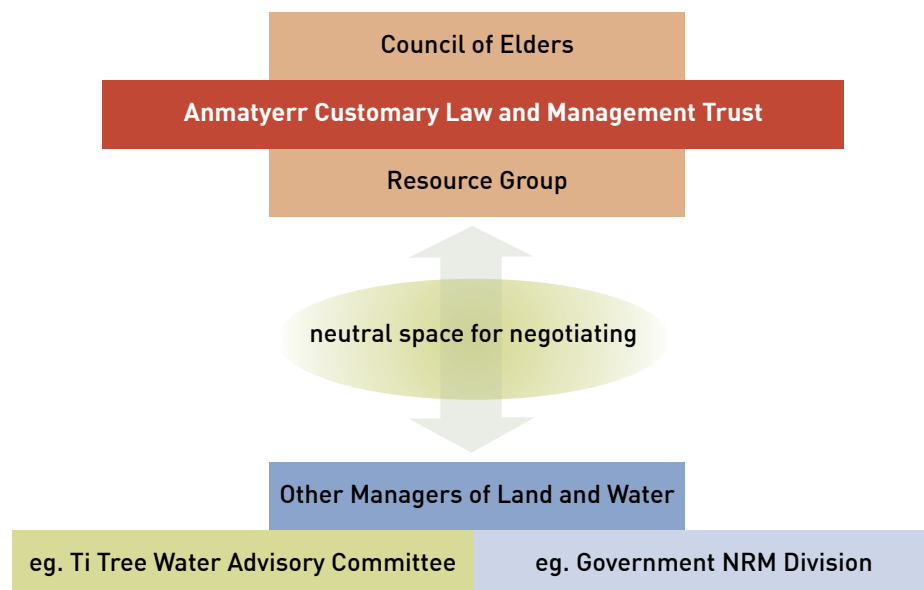 Council of Elders
Anmatyerr Customary Law and Management Trust
Resource Group
neutral space for negotiating
Other Managers of Land and Water
eg. Ti Tree Water Advisory Committee
eg. Government NRM Division